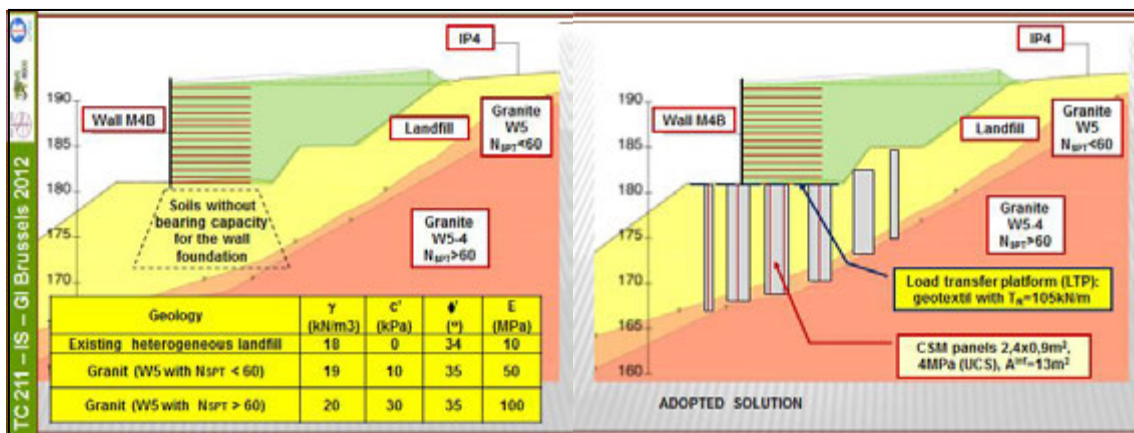 TC 211 – IS – GI Brussels 2012
IP4
190
Wall M4B
Granite
W5
NSPT<60
185
Landfill
180
Soils without
bearing capacity
for the wall
foundation
Granite
W5-4
NSPT>60
175
170
Geology γ (kN/m3) c' (kPa) ϕ' (º) E (MPa)
Existing heterogeneous landfill 18 0 34 10
Granit (W5 with NSPT < 60) 19 10 35 50
Granit (W5 with NSPT > 60) 20 30 35 100
IP4
190
Wall M4B
Granite
W5
NSPT<60
185
Landfill
180
Granite
W5-4
NSPT>60
175
170
Load transfer platform (LTP):
geotextil with =105kN/m
165
CSM panels 2,4x0,9m²,
4MPa (UCS), Ainf=13m²
160
ADOPTED SOLUTION